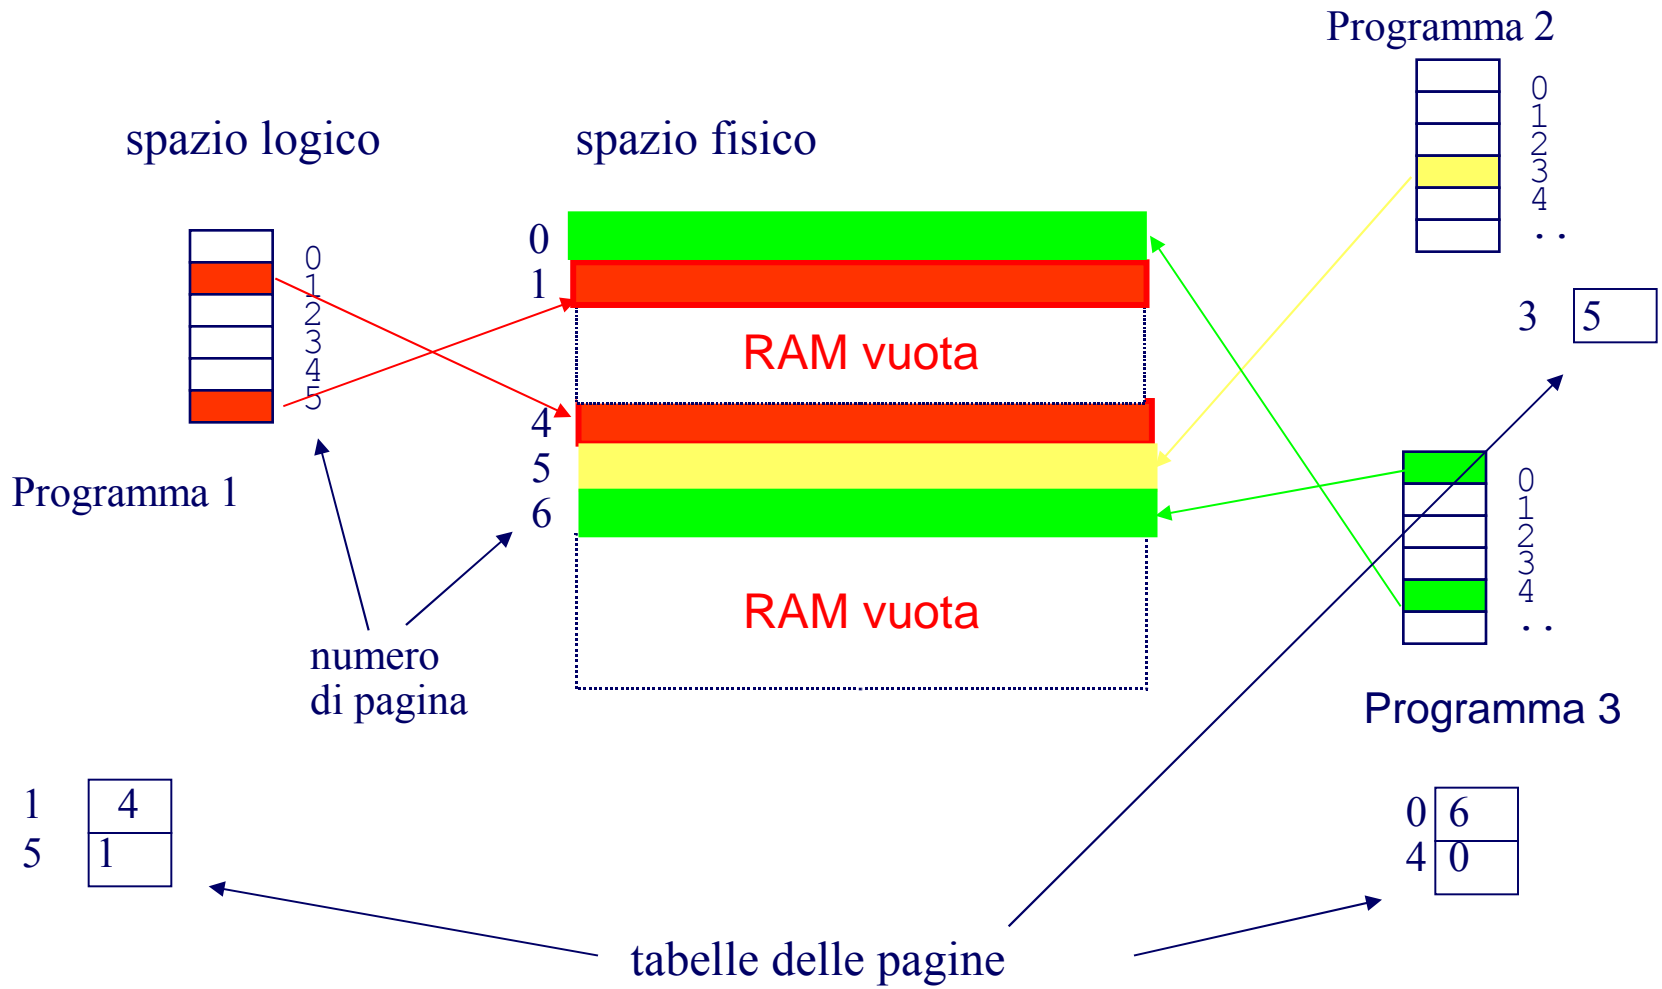 Programma 2
0
1
2
3
4
..
spazio logico
spazio fisico
0
1
2
3
4
5
Programma 1
0
1
RAM vuota
4
5
6
RAM vuota
3 5
0
1
2
3
4
..
Programma 3
numero
di pagina
1 4
5 1
0 6
4 0
tabelle delle pagine